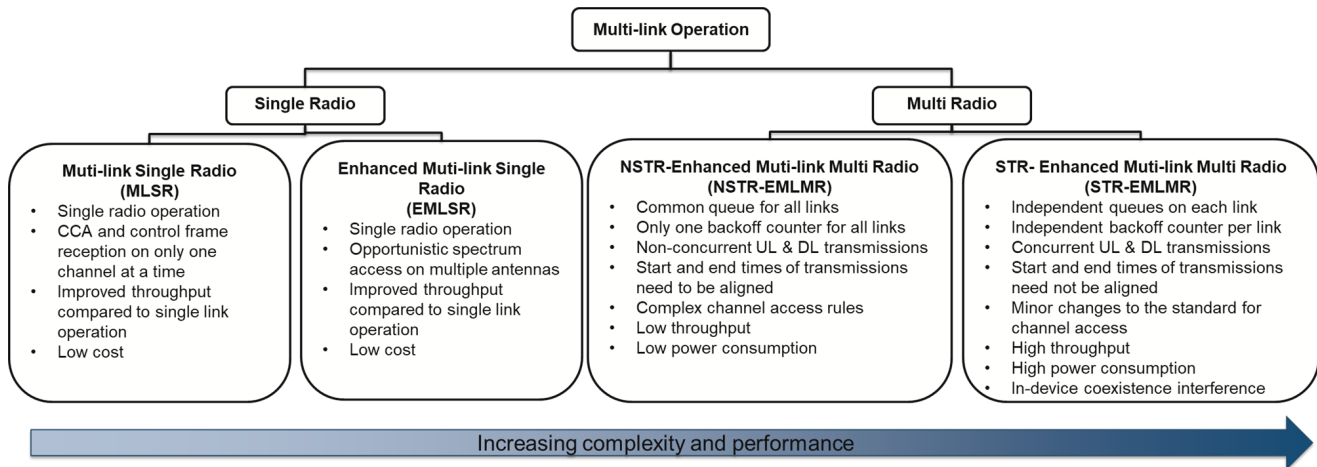 Multi-link Operation
Single Radio
Multi Radio
Muti-link Single Radio
(MLSR)
• Single radio operation
• CCA and control frame
reception on only one
channel at a time
• Improved throughput
compared to single link
operation
• Low cost
Enhanced Muti-link Single
Radio
(EMLSR)
• Single radio operation
• Opportunistic spectrum
access on multiple antennas
• Improved throughput
compared to single link
operation
• Low cost
NSTR-Enhanced Muti-link Multi Radio
(NSTR-EMLMR)
• Common queue for all links
• Only one backoff counter for all links
• Non-concurrent UL & DL transmissions
• Start and end times of transmissions
need to be aligned
• Complex channel access rules
• Low throughput
• Low power consumption
STR- Enhanced Muti-link Multi Radio
(STR-EMLMR)
• Independent queues on each link
• Independent backoff counter per link
• Concurrent UL & DL transmissions
• Start and end times of transmissions
need not be aligned
• Minor changes to the standard for
channel access
• High throughput
• High power consumption
• In-device coexistence interference
Increasing complexity and performance